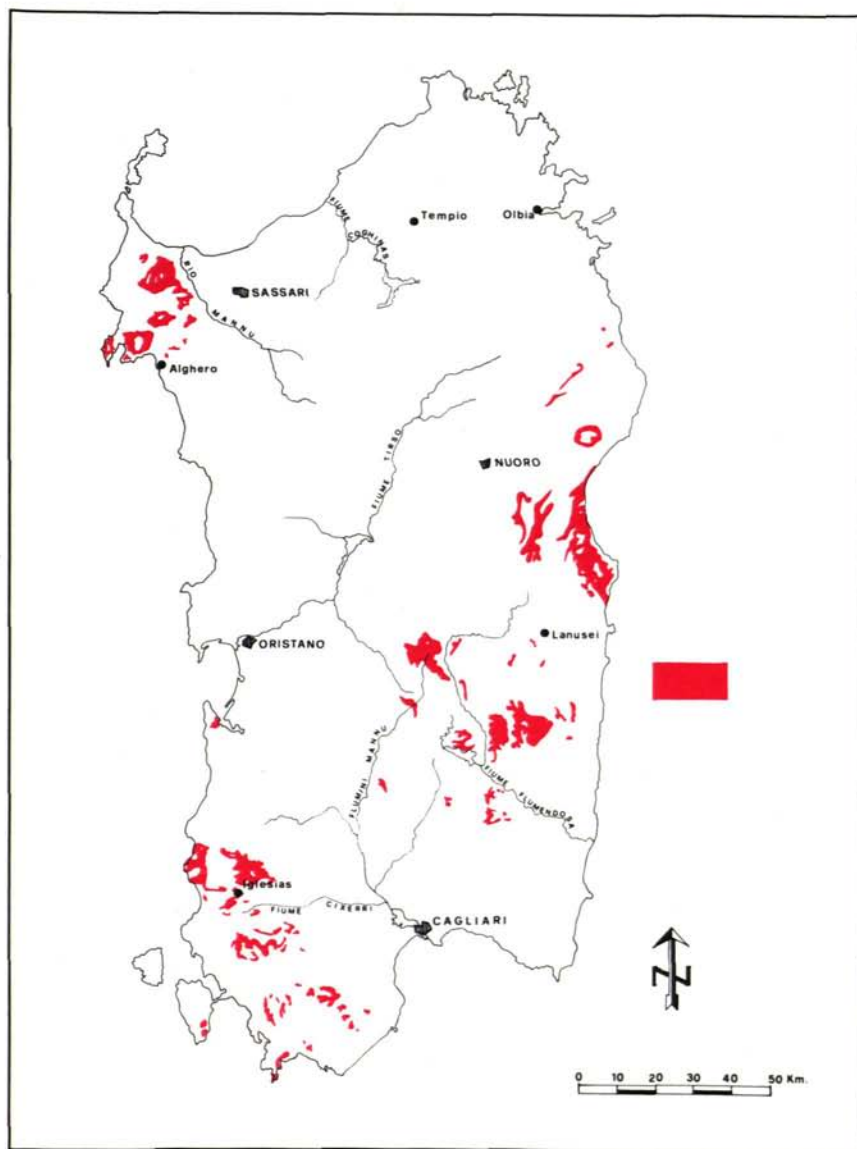 Tempio
Olbia
FIUME
COGHINAS
SASSARI
RIO
MANNU
Alghero
FIUME TIRSO
NUORO
ORISTANO
Lanusei
FLUMINI MANNU
FIUME FLUMENDORA
Iglesias
FIUME CIXERRI
CAGLIARI
N
0 10 20 30 40 50 Km.